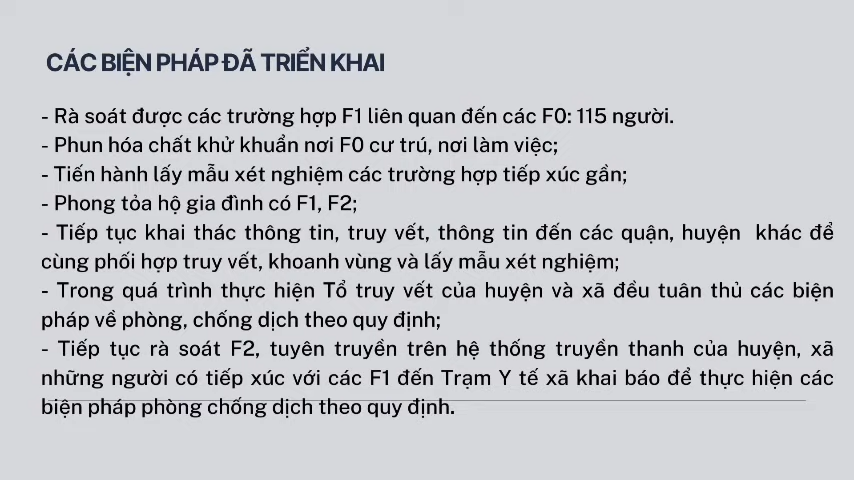 CÁC BIỆN PHÁP ĐÃ TRIỂN KHAI
- Rà soát được các trường hợp F1 liên quan đến các F0: 115 người.
- Phun hóa chất khử khuẩn nơi F0 cư trú, nơi làm việc;
- Tiến hành lấy mẫu xét nghiệm các trường hợp tiếp xúc gần;
- Phong tỏa hộ gia đình có F1, F2;
- Tiếp tục khai thác thông tin, truy vết, thông tin đến các quận, huyện khác để
cùng phối hợp truy vết, khoanh vùng và lấy mẫu xét nghiệm;
- Trong quá trình thực hiện Tổ truy vết của huyện và xã đều tuân thủ các biện
pháp về phòng, chống dịch theo quy định;
- Tiếp tục rà soát F2, tuyên truyền trên hệ thống truyền thanh của huyện, xã
những người có tiếp xúc với các F1 đến Trạm Y tế xã khai báo để thực hiện các
biện pháp phòng chống dịch theo quy định.